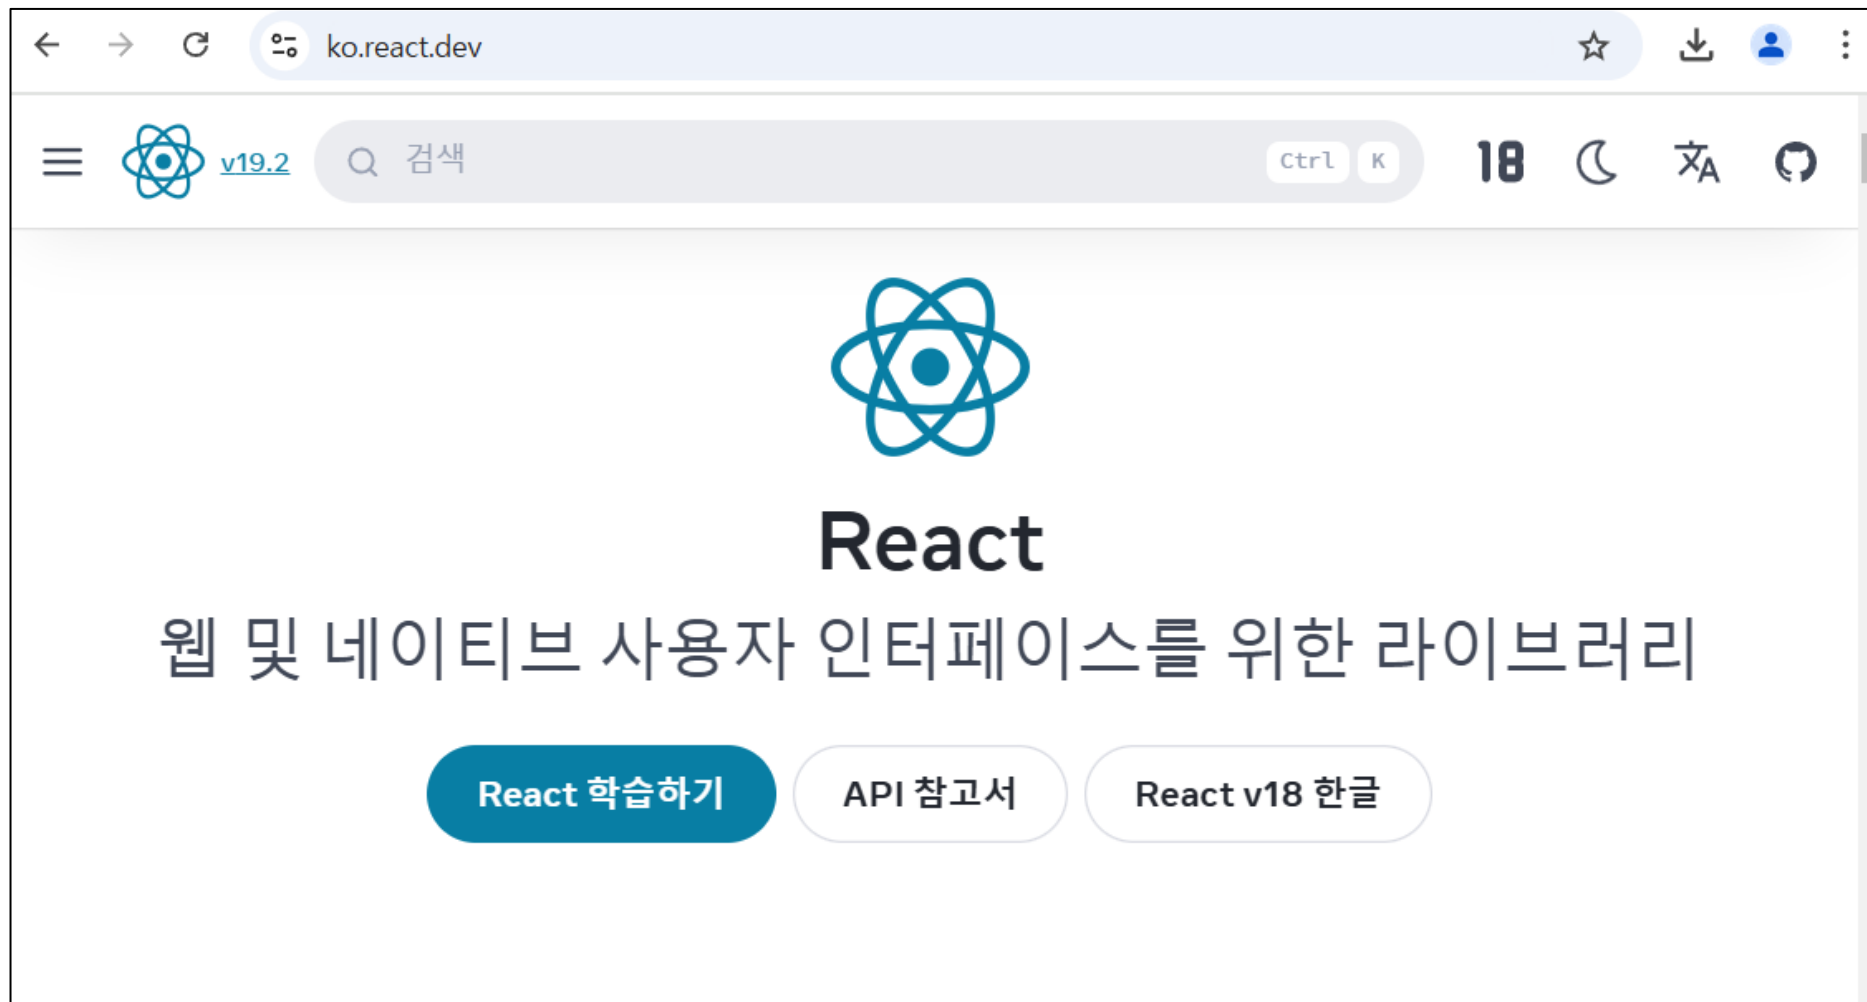 ko.react.dev
v19.2 검색 Ctrl K 18 文A
React
웹 및 네이티브 사용자 인터페이스를 위한 라이브러리
React 학습하기 API 참고서 React v18 한글